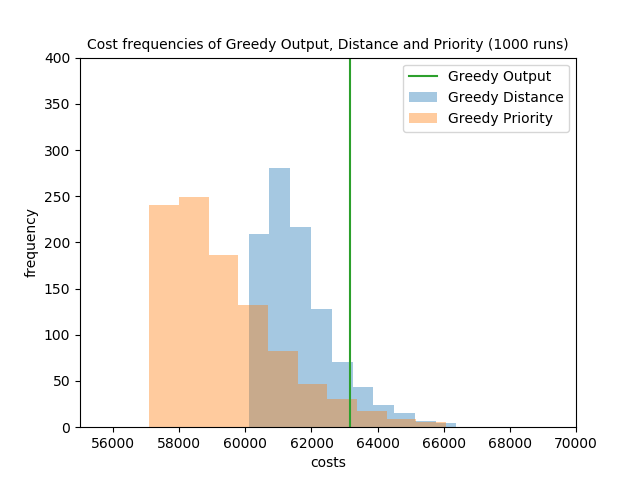 Cost frequencies of Greedy Output, Distance and Priority (1000 runs)
Greedy Output
Greedy Distance
Greedy Priority
400
350
300
250
200
150
100
50
0
frequency
56000 58000 60000 62000 64000 66000 68000 70000
costs